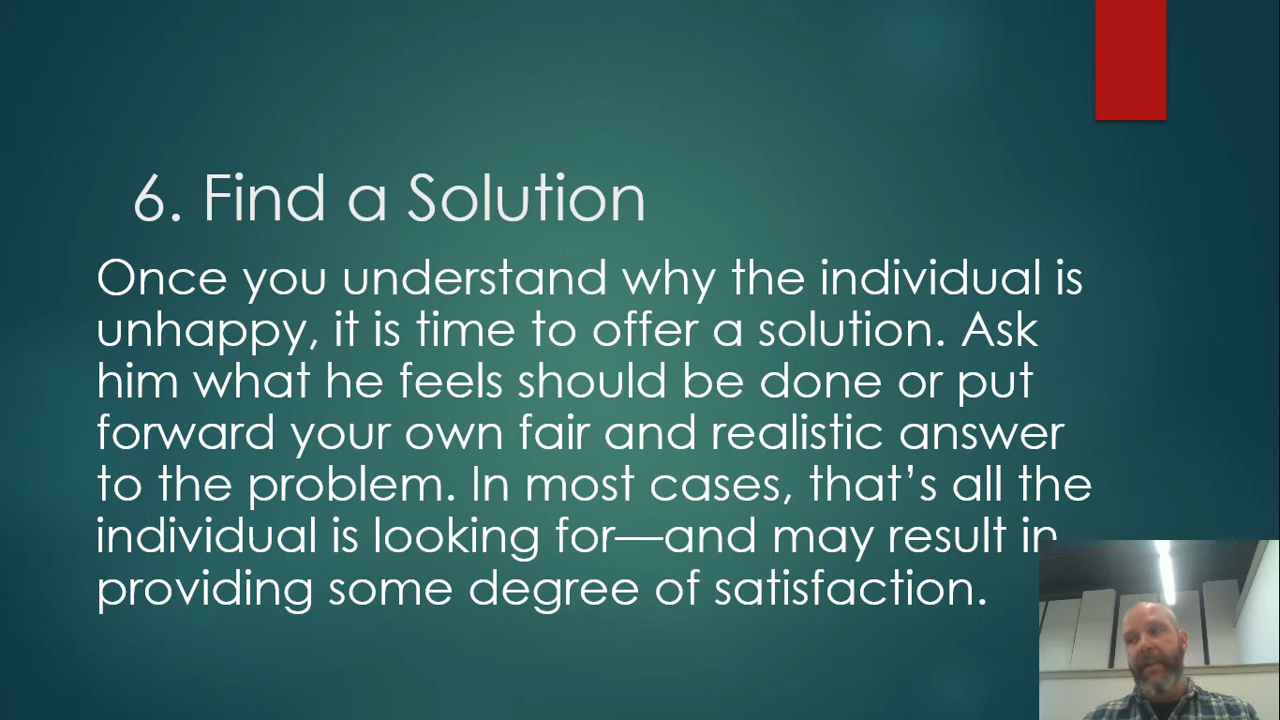 6. Find a Solution
Once you understand why the individual is
unhappy, it is time to offer a solution. Ask
him what he feels should be done or put
forward your own fair and realistic answer
to the problem. In most cases, that’s all the
individual is looking for—and may result in
providing some degree of satisfaction.